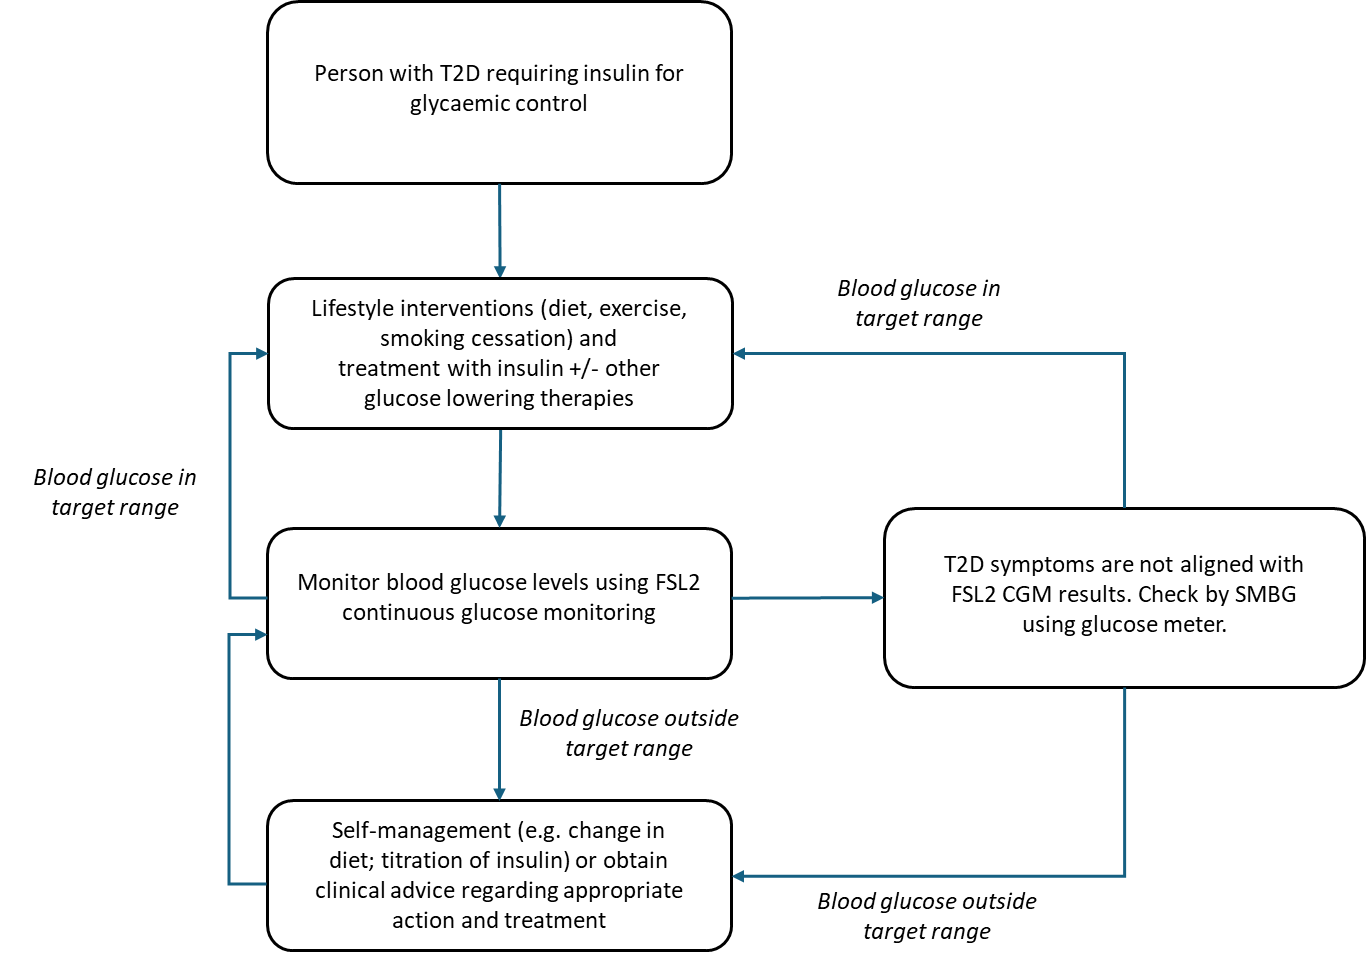 Person with T2D requiring insulin for
glycaemic control
Blood glucose in
target range
Lifestyle interventions (diet, exercise,
smoking cessation) and
treatment with insulin +/- other
glucose lowering therapies
Blood glucose in
target range
Monitor blood glucose levels using FSL2
continuous glucose monitoring
T2D symptoms are not aligned with
FSL2 CGM results. Check by SMBG
using glucose meter.
Blood glucose outside
target range
Self-management (e.g. change in
diet; titration of insulin) or obtain
clinical advice regarding appropriate
action and treatment
Blood glucose outside
target range